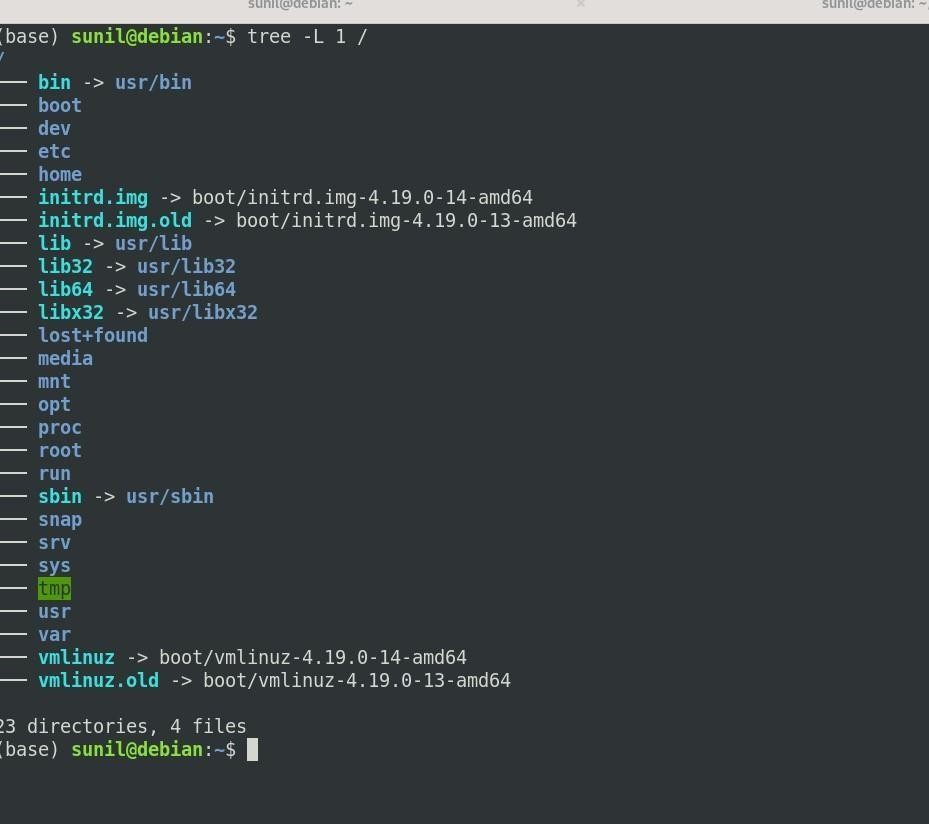 sunil@debian: ~ × sunil@debian: ~
(base) sunil@debian:~$ tree -L 1 /
/
── bin -> usr/bin
── boot
── dev
── etc
── home
── initrd.img -> boot/initrd.img-4.19.0-14-amd64
── initrd.img.old -> boot/initrd.img-4.19.0-13-amd64
── lib -> usr/lib
── lib32 -> usr/lib32
── lib64 -> usr/lib64
── libx32 -> usr/libx32
── lost+found
── media
── mnt
── opt
── proc
── root
── run
── sbin -> usr/sbin
── snap
── srv
── sys
── tmp
── usr
── var
── vmlinuz -> boot/vmlinuz-4.19.0-14-amd64
── vmlinuz.old -> boot/vmlinuz-4.19.0-13-amd64
23 directories, 4 files
(base) sunil@debian:~$